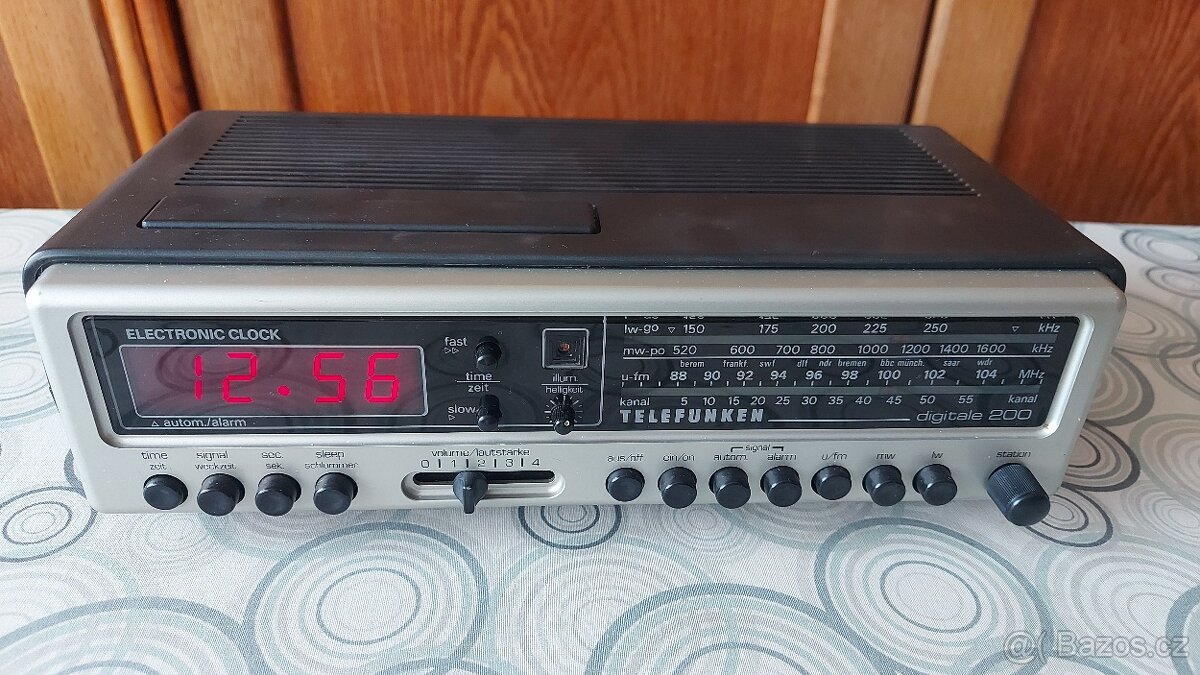 ELECTRONIC CLOCK
12.56
autom./alarm
fast
time
zeit
slow
illum.
helligkeit
lw-go 150 175 200 225 250 kHz
mw-po 520 600 700 800 1000 1200 1400 1600 kHz
berom frankf. swf dlf ndr bremen bbc münch. saar wdr
u-fm 88 90 92 94 96 98 100 102 104 MHz
kanal 5 10 15 20 25 30 35 40 45 50 55 kanal
TELEFUNKEN digitale 200
time signal sec. sleep
zeit weckzeit sek. schlummer
volume/lautstärke
0 1 2 3 4
signal
aus/off ein/on autom. alarm u/fm mw lw station
Bazos.cz